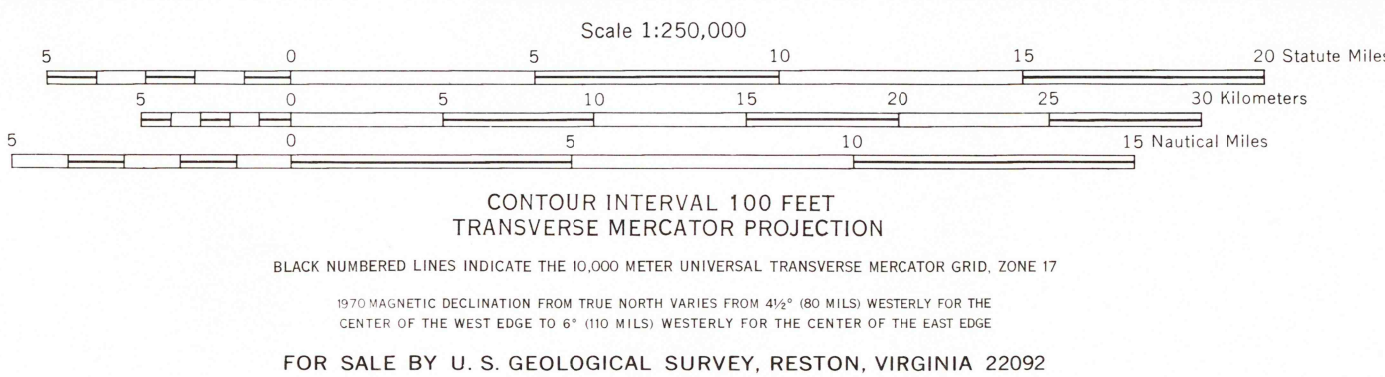 Scale 1:250,000
5 0 5 10 15 20 Statute Miles
5 0 5 10 15 20 25 30 Kilometers
5 0 5 10 15 Nautical Miles
CONTOUR INTERVAL 100 FEET
TRANSVERSE MERCATOR PROJECTION
BLACK NUMBERED LINES INDICATE THE 10,000 METER UNIVERSAL TRANSVERSE MERCATOR GRID, ZONE 17
1970 MAGNETIC DECLINATION FROM TRUE NORTH VARIES FROM 4½° (80 MILS) WESTERLY FOR THE
CENTER OF THE WEST EDGE TO 6° (110 MILS) WESTERLY FOR THE CENTER OF THE EAST EDGE
FOR SALE BY U. S. GEOLOGICAL SURVEY, RESTON, VIRGINIA 22092